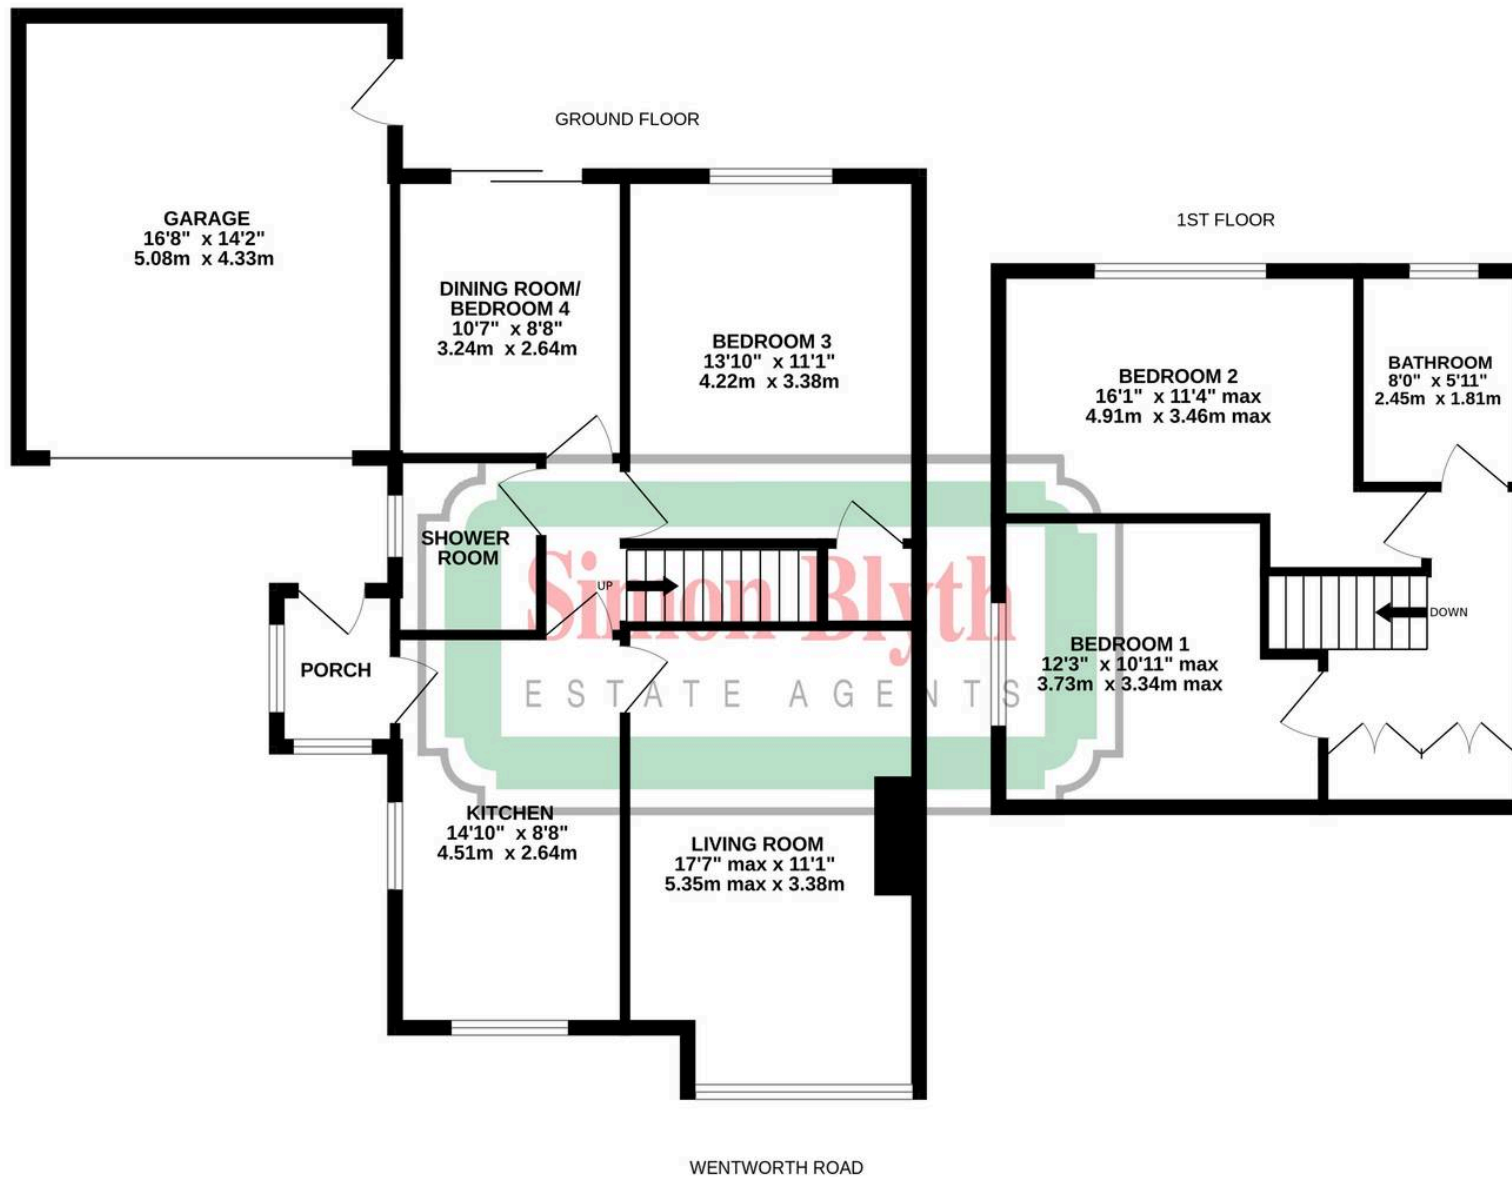 GROUND FLOOR
GARAGE
16'8" x 14'2"
5.08m x 4.33m
DINING ROOM/
BEDROOM 4
10'7" x 8'8"
3.24m x 2.64m
BEDROOM 3
13'10" x 11'1"
4.22m x 3.38m
SHOWER
ROOM
UP
Simon Blyth
ESTATE AGENTS
PORCH
KITCHEN
14'10" x 8'8"
4.51m x 2.64m
LIVING ROOM
17'7" max x 11'1"
5.35m max x 3.38m
1ST FLOOR
BEDROOM 2
16'1" x 11'4" max
4.91m x 3.46m max
BATHROOM
8'0" x 5'11"
2.45m x 1.81m
DOWN
BEDROOM 1
12'3" x 10'11" max
3.73m x 3.34m max
WENTWORTH ROAD